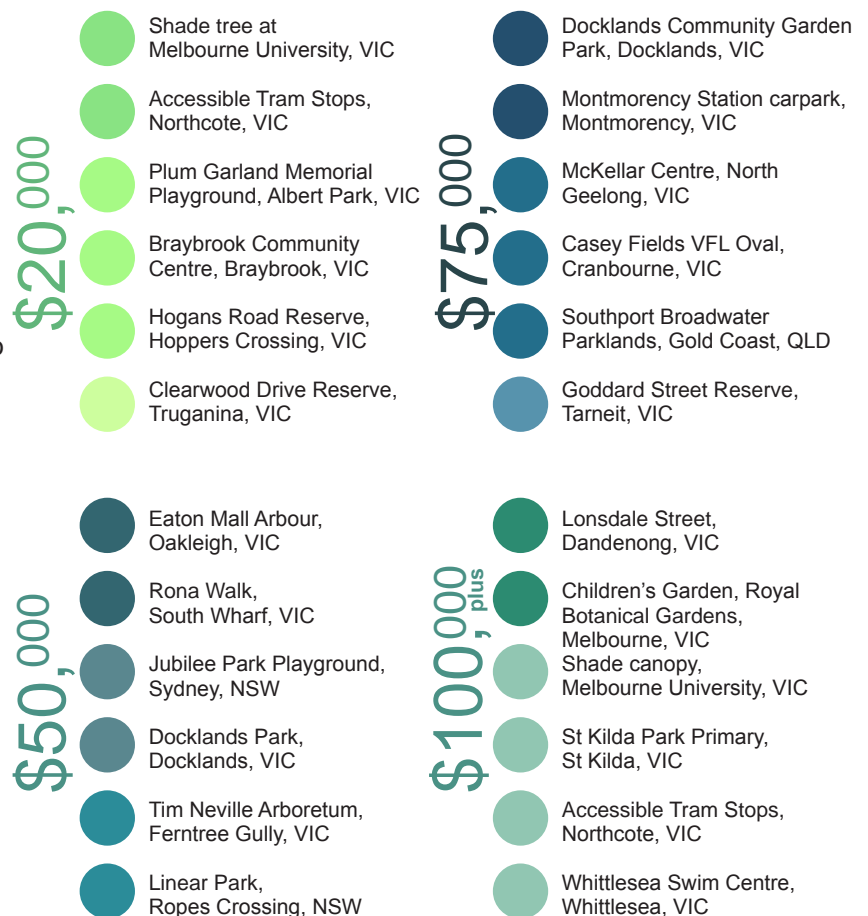 $20,000
Shade tree at
Melbourne University, VIC
Accessible Tram Stops,
Northcote, VIC
Plum Garland Memorial
Playground, Albert Park, VIC
Braybrook Community
Centre, Braybrook, VIC
Hogans Road Reserve,
Hoppers Crossing, VIC
Clearwood Drive Reserve,
Truganina, VIC
$75,000
Docklands Community Garden
Park, Docklands, VIC
Montmorency Station carpark,
Montmorency, VIC
McKellar Centre, North
Geelong, VIC
Casey Fields VFL Oval,
Cranbourne, VIC
Southport Broadwater
Parklands, Gold Coast, QLD
Goddard Street Reserve,
Tarneit, VIC
$50,000
Eaton Mall Arbour,
Oakleigh, VIC
Rona Walk,
South Wharf, VIC
Jubilee Park Playground,
Sydney, NSW
Docklands Park,
Docklands, VIC
Tim Neville Arboretum,
Ferntree Gully, VIC
Linear Park,
Ropes Crossing, NSW
$100,000 plus
Lonsdale Street,
Dandenong, VIC
Children’s Garden, Royal
Botanical Gardens,
Melbourne, VIC
Shade canopy,
Melbourne University, VIC
St Kilda Park Primary,
St Kilda, VIC
Accessible Tram Stops,
Northcote, VIC
Whittlesea Swim Centre,
Whittlesea, VIC